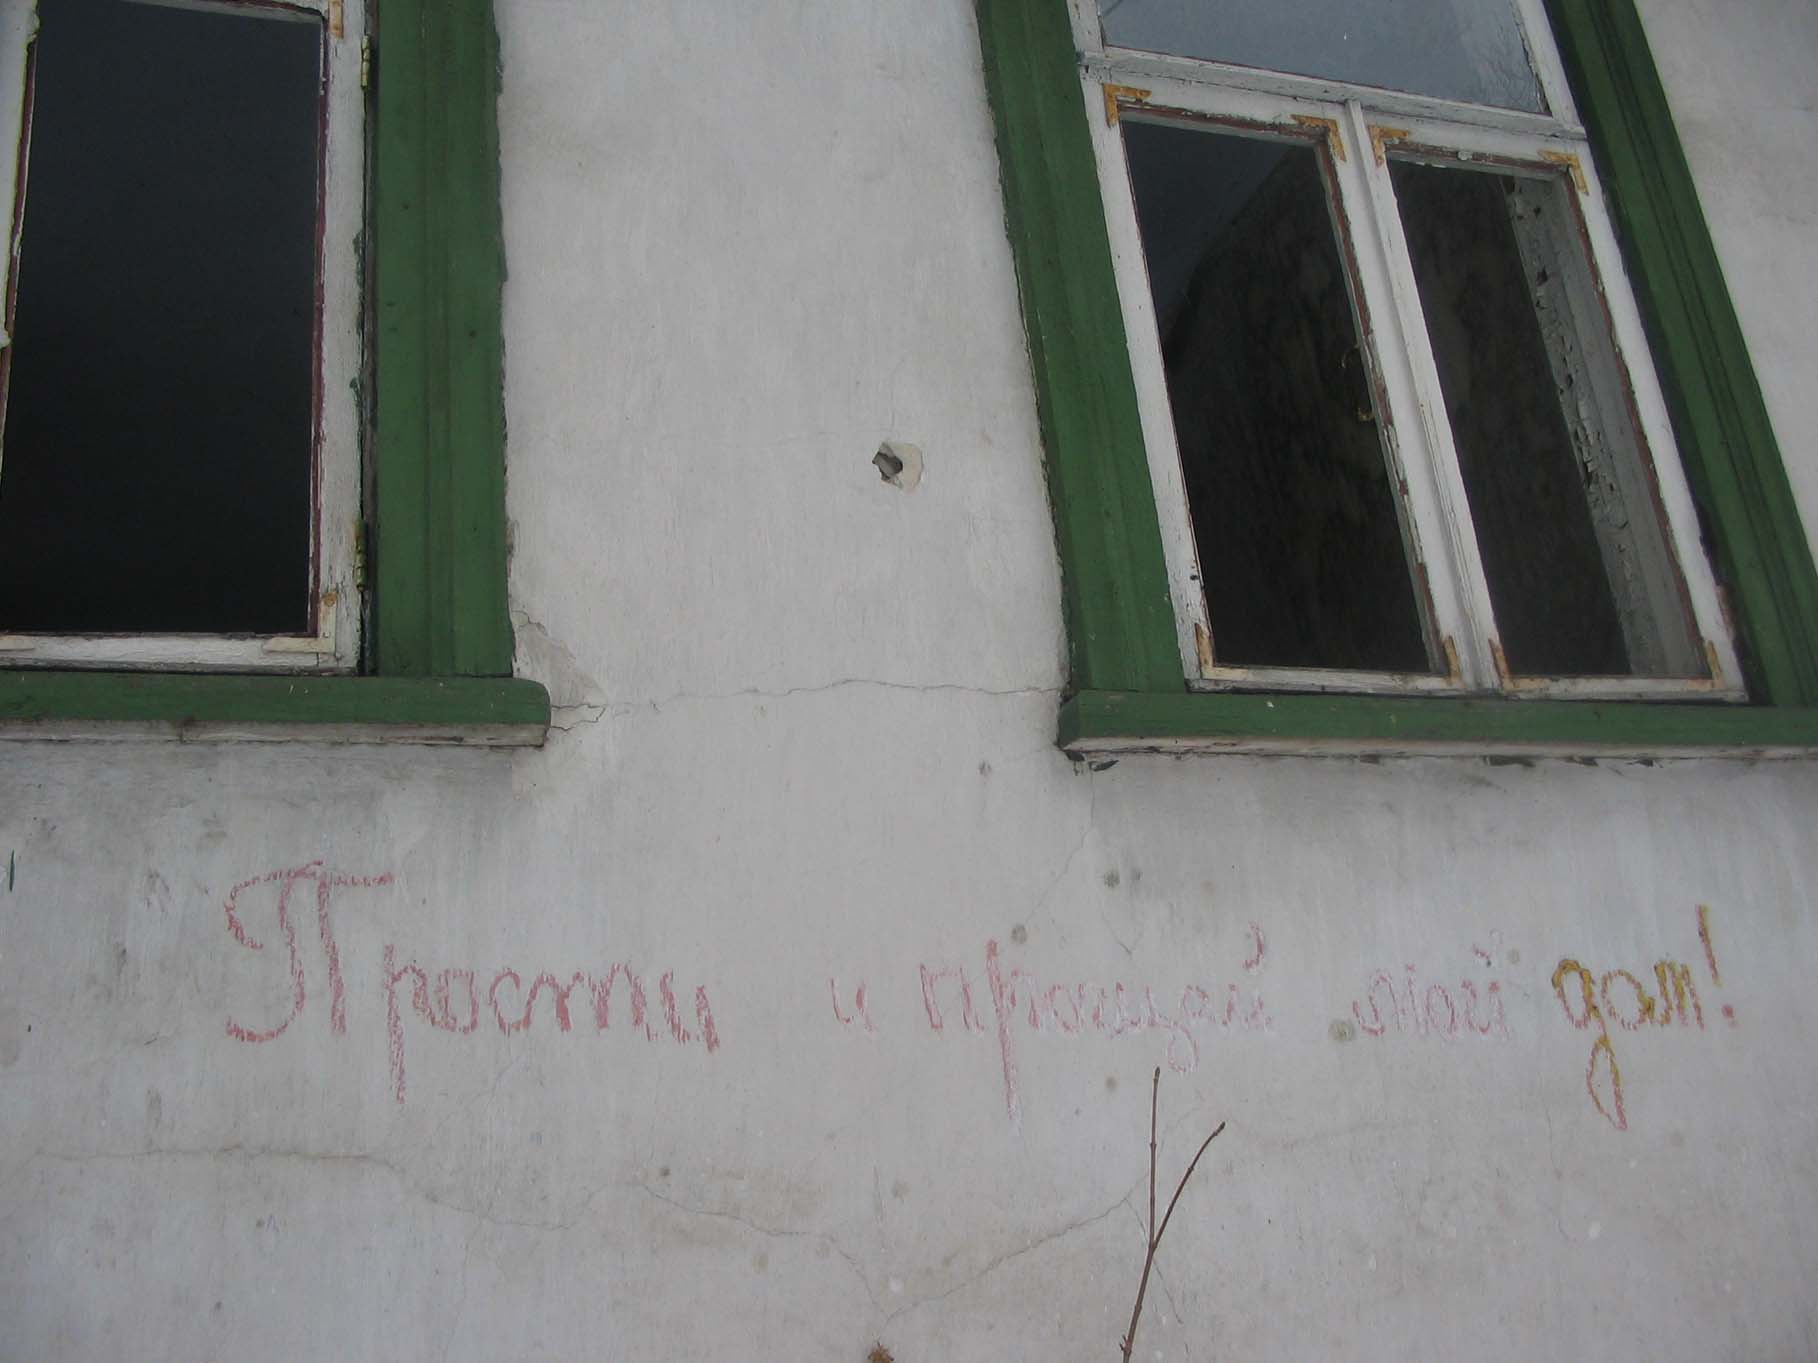 Прости и прощай мой дом!